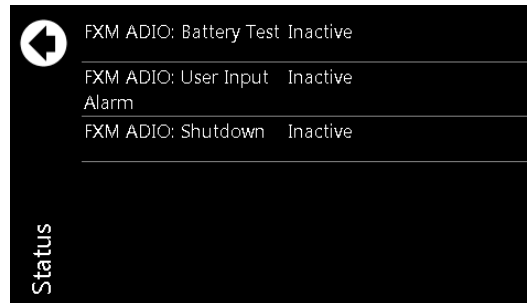 FXM ADIO: Battery Test Inactive
FXM ADIO: User Input Inactive
Alarm
FXM ADIO: Shutdown Inactive
Status